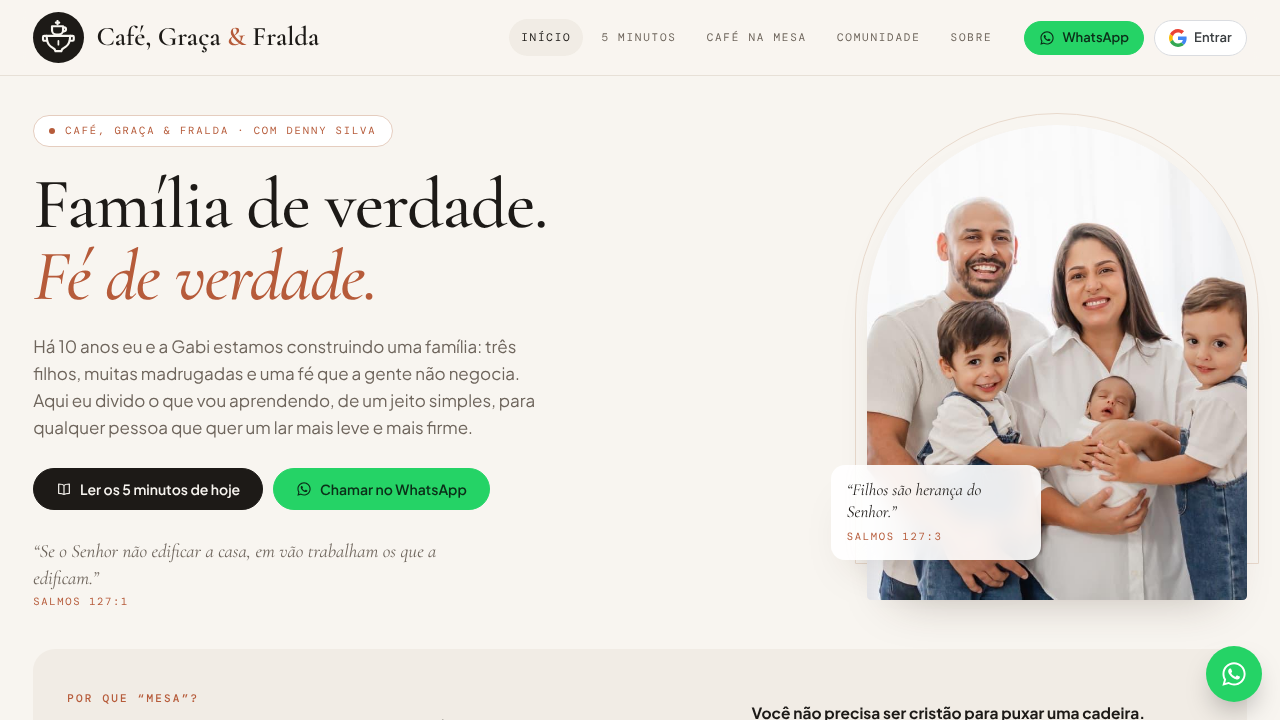 Café, Graça & Fralda
INÍCIO
5 MINUTOS
CAFÉ NA MESA
COMUNIDADE
SOBRE
WhatsApp
Entrar
CAFÉ, GRAÇA & FRALDA · COM DENNY SILVA
Família de verdade.
Fé de verdade.
Há 10 anos eu e a Gabi estamos construindo uma família: três
filhos, muitas madrugadas e uma fé que a gente não negocia.
Aqui eu divido o que vou aprendendo, de um jeito simples, para
qualquer pessoa que quer um lar mais leve e mais firme.
Ler os 5 minutos de hoje
Chamar no WhatsApp
“Se o Senhor não edificar a casa, em vão trabalham os que a
edificam.”
SALMOS 127:1
“Filhos são herança do
Senhor.”
SALMOS 127:3
POR QUE “MESA”?
Você não precisa ser cristão para puxar uma cadeira.